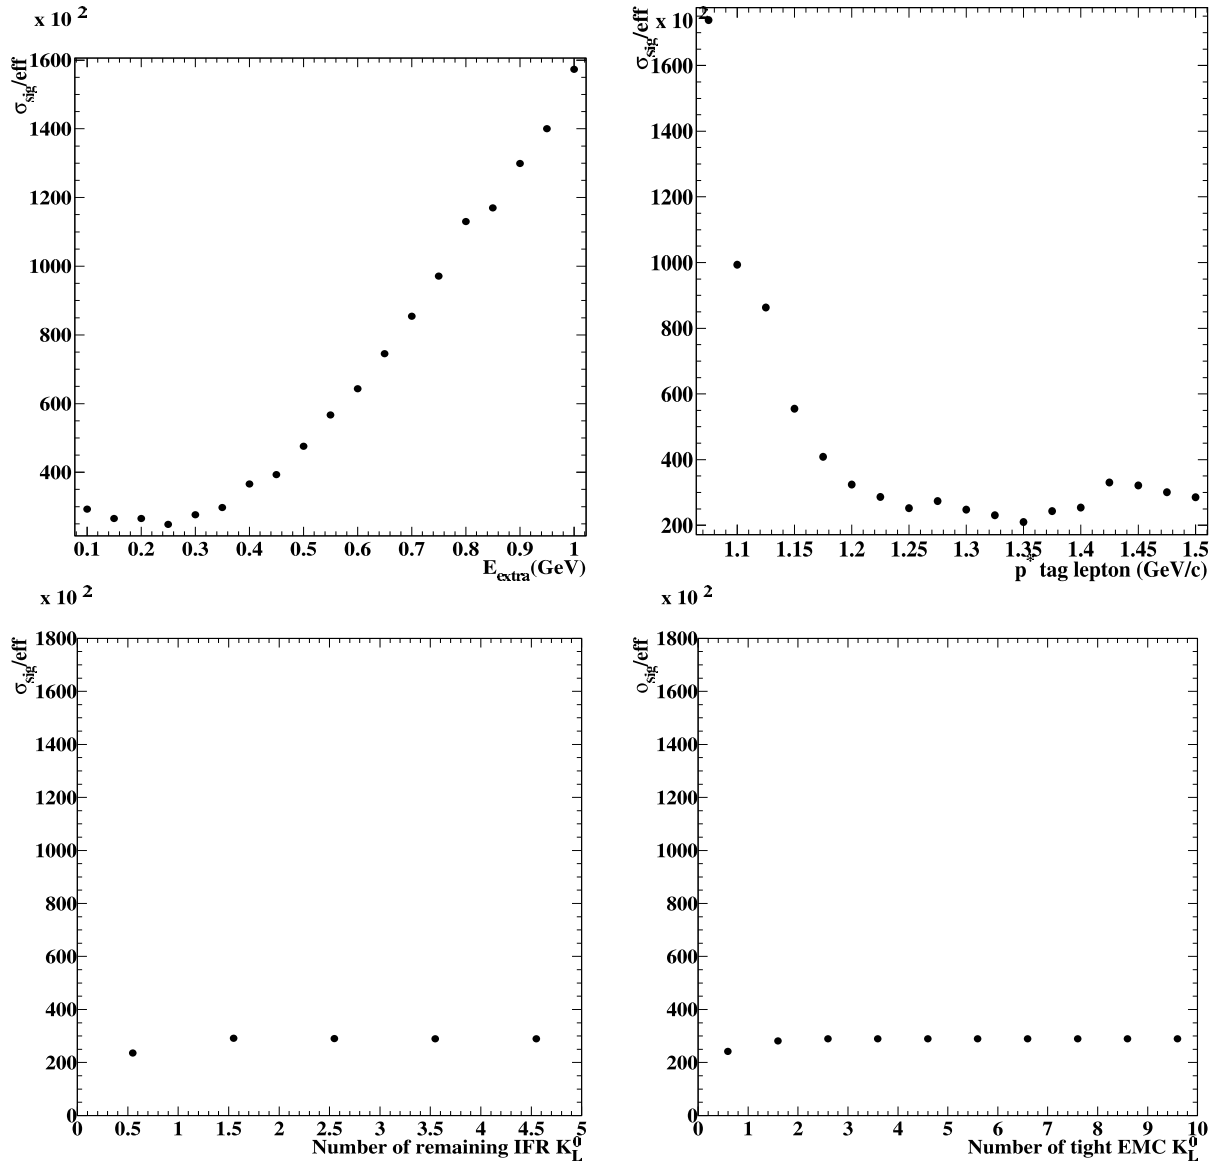 x 10 2
σsig/eff
1600
1400
1200
1000
800
600
400
0.1 0.2 0.3 0.4 0.5 0.6 0.7 0.8 0.9 1
Eextra(GeV)
x 10 2
σsig/eff
1600
1400
1200
1000
800
600
400
200
1.1 1.15 1.2 1.25 1.3 1.35 1.4 1.45 1.5
p* tag lepton (GeV/c)
x 10 2
σsig/eff
1800
1600
1400
1200
1000
800
600
400
200
0
0 0.5 1 1.5 2 2.5 3 3.5 4 4.5 5
Number of remaining IFR K0L
x 10 2
σsig/eff
1800
1600
1400
1200
1000
800
600
400
200
0
0 1 2 3 4 5 6 7 8 9 10
Number of tight EMC K0L